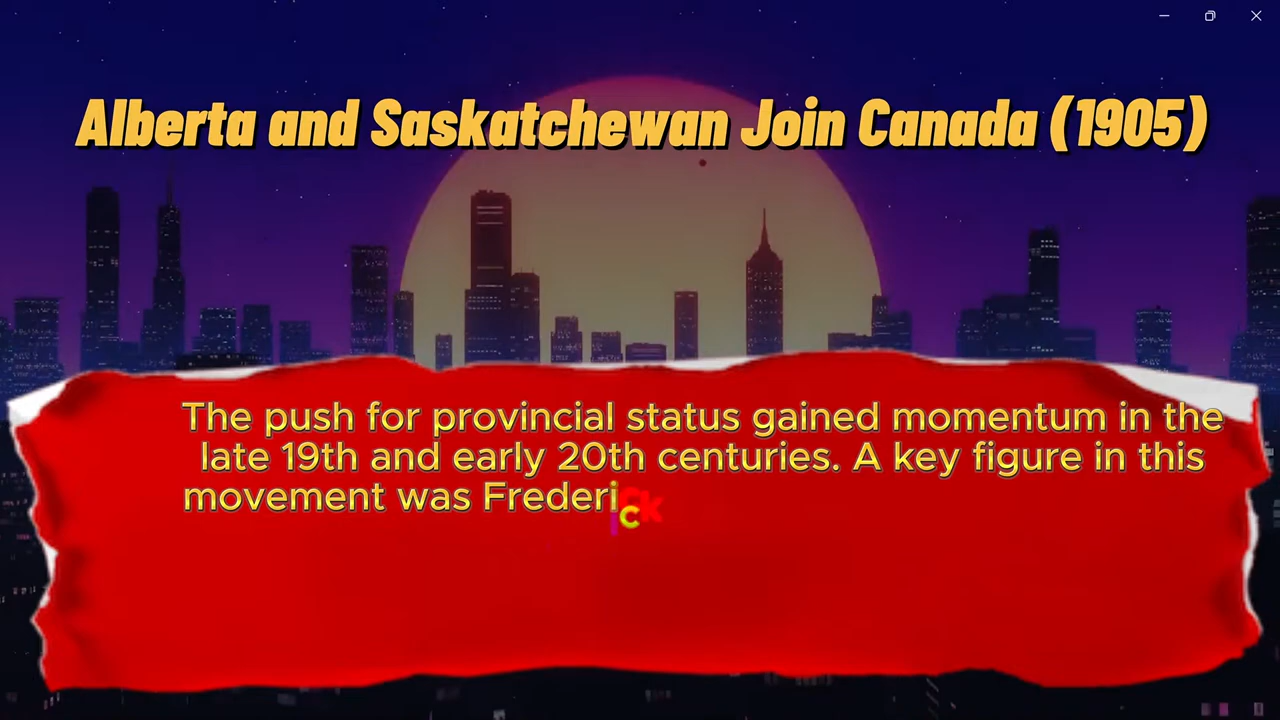 Alberta and Saskatchewan Join Canada (1905)
The push for provincial status gained momentum in the
late 19th and early 20th centuries. A key figure in this
movement was Frederick